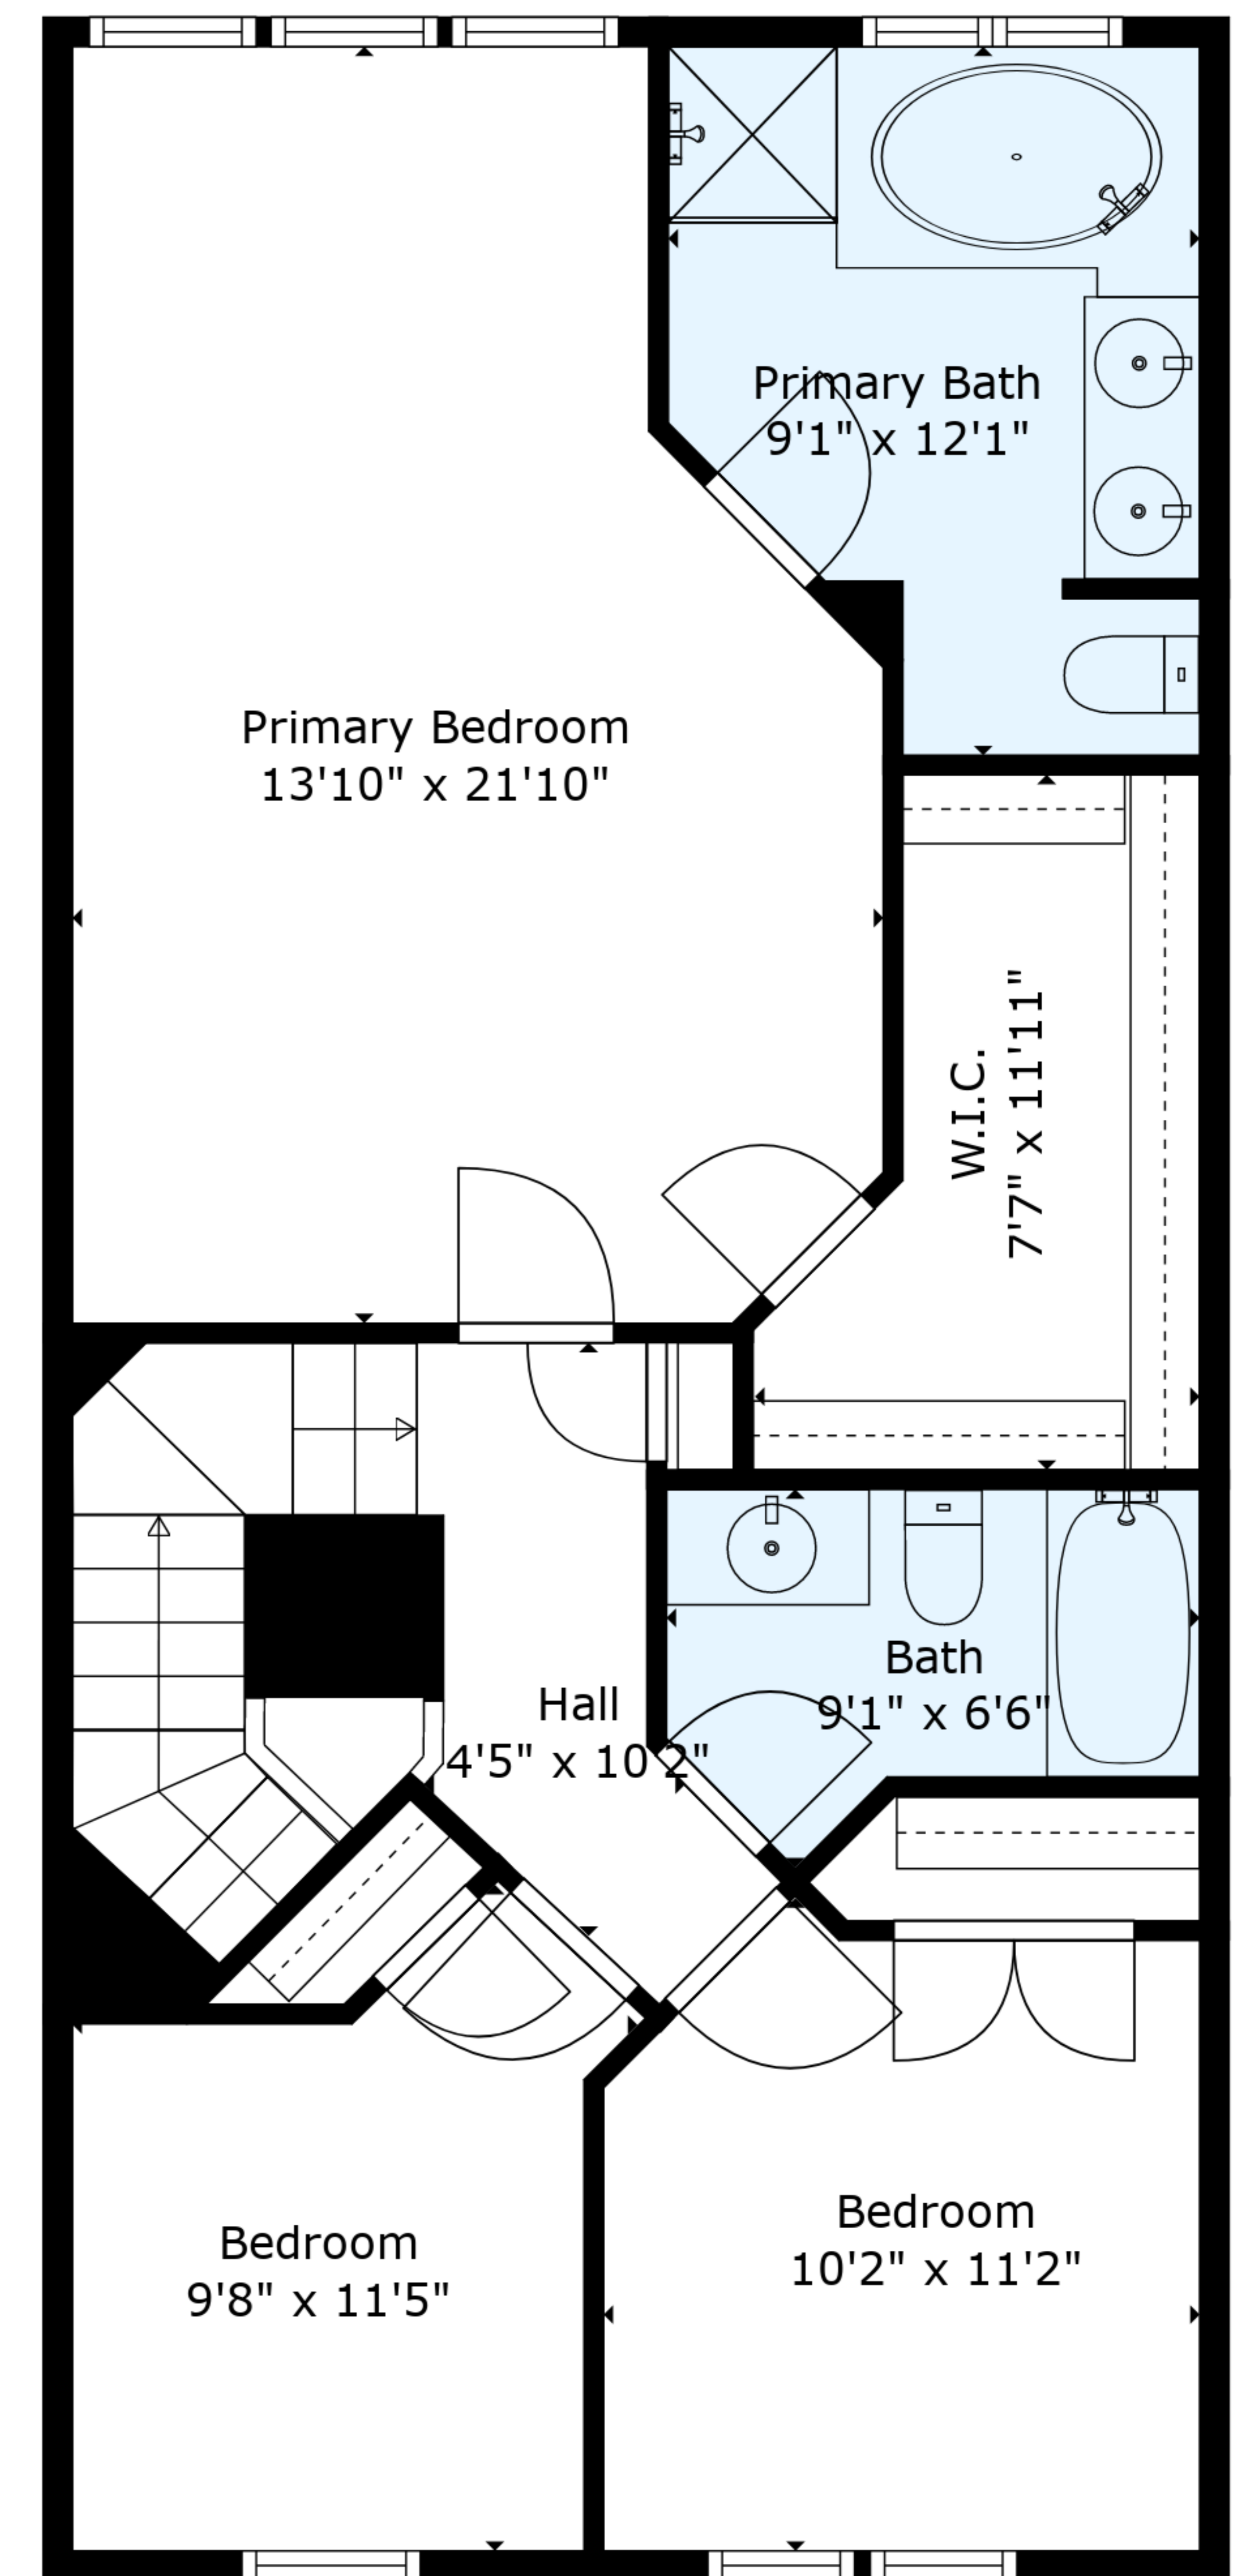 Primary Bath
9'1" x 12'1"
Primary Bedroom
13'10" x 21'10"
W.I.C.
7'7" x 11'11"
Hall
4'5" x 10'2"
Bath
9'1" x 6'6"
Bedroom
9'8" x 11'5"
Bedroom
10'2" x 11'2"